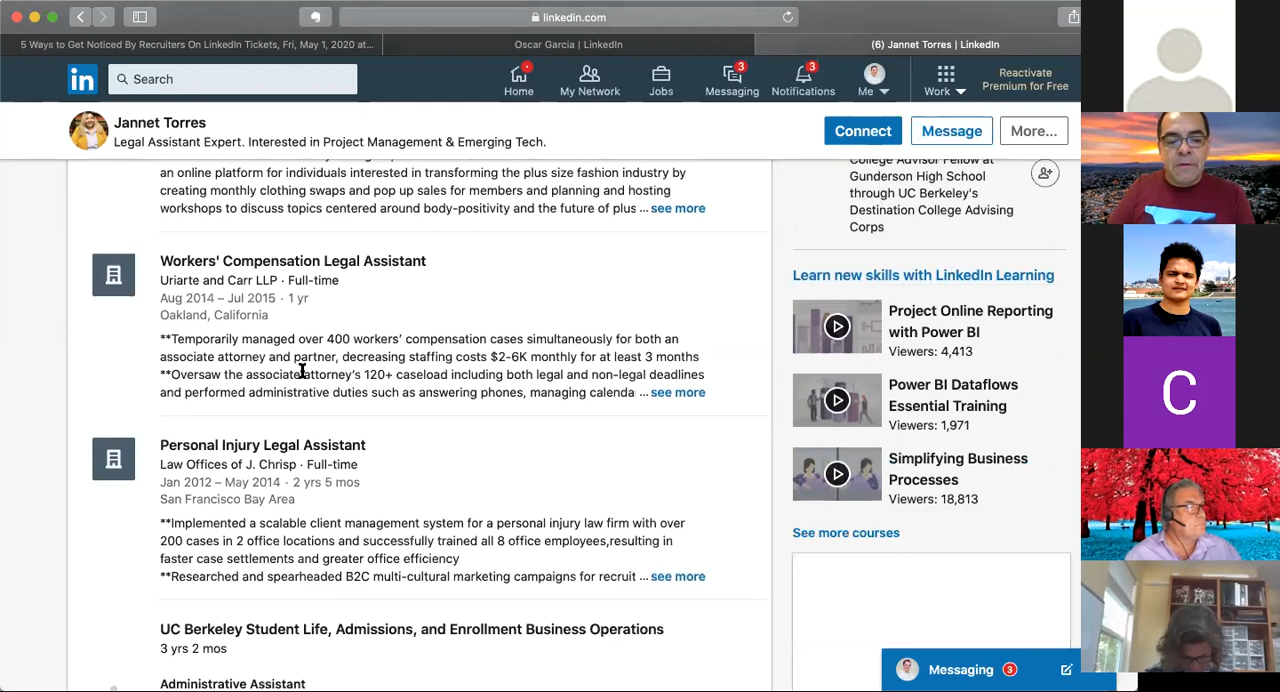 linkedin.com
5 Ways to Get Noticed By Recruiters On LinkedIn Tickets, Fri, May 1, 2020 at...
Oscar Garcia | LinkedIn
(6) Jannet Torres | LinkedIn
in
Search
Home
My Network
Jobs
3
Messaging
3
Notifications
Me
Work
Reactivate
Premium for Free
Jannet Torres
Legal Assistant Expert. Interested in Project Management & Emerging Tech.
Connect
Message
More...
an online platform for individuals interested in transforming the plus size fashion industry by
creating monthly clothing swaps and pop up sales for members and planning and hosting
workshops to discuss topics centered around body-positivity and the future of plus ... see more
Workers' Compensation Legal Assistant
Uriarte and Carr LLP · Full-time
Aug 2014 – Jul 2015 · 1 yr
Oakland, California
**Temporarily managed over 400 workers' compensation cases simultaneously for both an
associate attorney and partner, decreasing staffing costs $2-6K monthly for at least 3 months
**Oversaw the associate attorney's 120+ caseload including both legal and non-legal deadlines
and performed administrative duties such as answering phones, managing calenda ... see more
Personal Injury Legal Assistant
Law Offices of J. Chrisp · Full-time
Jan 2012 – May 2014 · 2 yrs 5 mos
San Francisco Bay Area
**Implemented a scalable client management system for a personal injury law firm with over
200 cases in 2 office locations and successfully trained all 8 office employees,resulting in
faster case settlements and greater office efficiency
**Researched and spearheaded B2C multi-cultural marketing campaigns for recruit ... see more
UC Berkeley Student Life, Admissions, and Enrollment Business Operations
3 yrs 2 mos
Administrative Assistant
College Advisor Fellow at
Gunderson High School
through UC Berkeley's
Destination College Advising
Corps
Learn new skills with LinkedIn Learning
Project Online Reporting
with Power BI
Viewers: 4,413
Power BI Dataflows
Essential Training
Viewers: 1,971
Simplifying Business
Processes
Viewers: 18,813
See more courses
Messaging 3
C